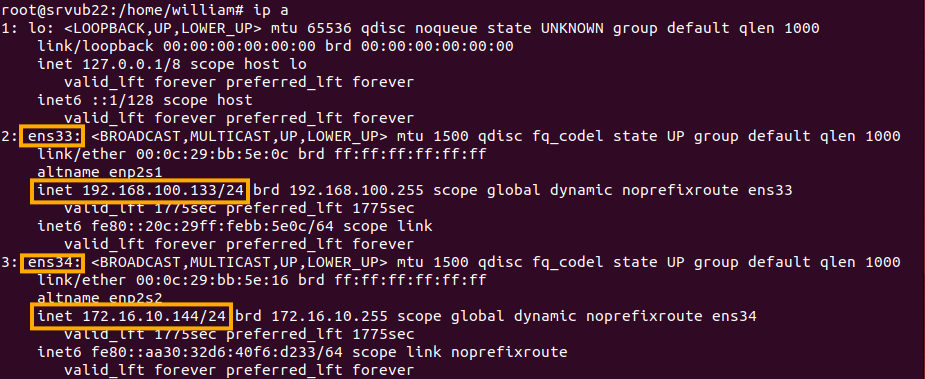 root@srvub22:/home/william# ip a
1: lo: <LOOPBACK,UP,LOWER_UP> mtu 65536 qdisc noqueue state UNKNOWN group default qlen 1000
    link/loopback 00:00:00:00:00:00 brd 00:00:00:00:00:00
    inet 127.0.0.1/8 scope host lo
       valid_lft forever preferred_lft forever
    inet6 ::1/128 scope host
       valid_lft forever preferred_lft forever
2: ens33: <BROADCAST,MULTICAST,UP,LOWER_UP> mtu 1500 qdisc fq_codel state UP group default qlen 1000
    link/ether 00:0c:29:bb:5e:0c brd ff:ff:ff:ff:ff:ff
    altname enp2s1
    inet 192.168.100.133/24 brd 192.168.100.255 scope global dynamic noprefixroute ens33
       valid_lft 1775sec preferred_lft 1775sec
    inet6 fe80::20c:29ff:febb:5e0c/64 scope link
       valid_lft forever preferred_lft forever
3: ens34: <BROADCAST,MULTICAST,UP,LOWER_UP> mtu 1500 qdisc fq_codel state UP group default qlen 1000
    link/ether 00:0c:29:bb:5e:16 brd ff:ff:ff:ff:ff:ff
    altname enp2s2
    inet 172.16.10.144/24 brd 172.16.10.255 scope global dynamic noprefixroute ens34
       valid_lft 1775sec preferred_lft 1775sec
    inet6 fe80::aa30:32d6:40f6:d233/64 scope link noprefixroute
       valid_lft forever preferred_lft forever